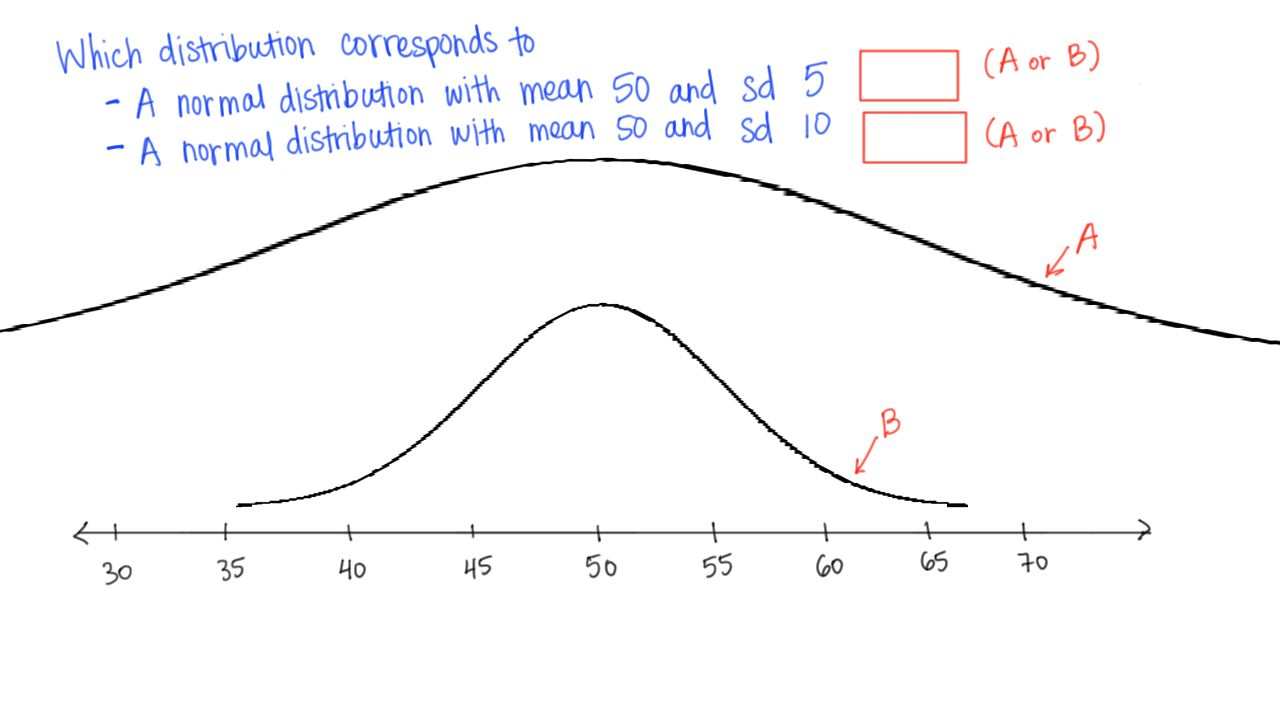 Which distribution corresponds to
- A normal distribution with mean 50 and sd 5 (A or B)
- A normal distribution with mean 50 and sd 10 (A or B)
A
B
30 35 40 45 50 55 60 65 70